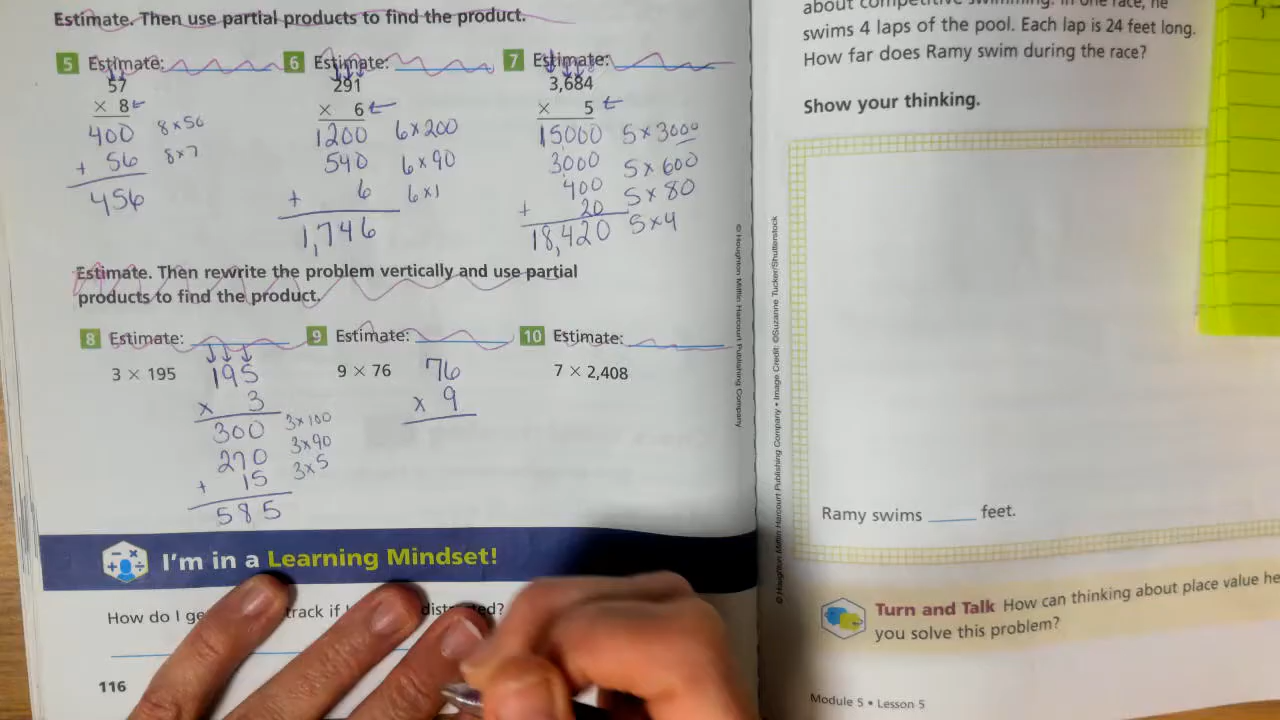 Estimate. Then use partial products to find the product.
5 Estimate:
57
× 8
400 8×50
+ 56 8×7
456
6 Estimate:
291
× 6
1200 6×200
540 6×90
+ 6 6×1
1,746
7 Estimate:
3,684
× 5
15000 5×3000
3000 5×600
400 5×80
+ 20 5×4
18,420
Estimate. Then rewrite the problem vertically and use partial
products to find the product.
8 Estimate:
3 × 195
195
× 3
300 3×100
270 3×90
+ 15 3×5
585
9 Estimate:
9 × 76
76
× 9
10 Estimate:
7 × 2,408
I'm in a Learning Mindset!
How do I ge track if distracted?
116
© Houghton Mifflin Harcourt Publishing Company
swims 4 laps of the pool. Each lap is 24 feet long.
How far does Ramy swim during the race?
Show your thinking.
Ramy swims feet.
© Houghton Mifflin Harcourt Publishing Company • Image Credit: ©Suzanne Tucker/Shutterstock
Turn and Talk How can thinking about place value he
you solve this problem?
Module 5 • Lesson 5